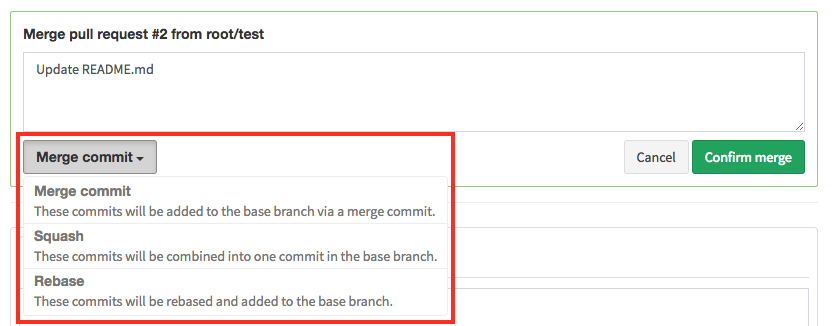 Merge pull request #2 from root/test
Update README.md
Merge commit
Cancel
Confirm merge
Merge commit
These commits will be added to the base branch via a merge commit.
Squash
These commits will be combined into one commit in the base branch.
Rebase
These commits will be rebased and added to the base branch.